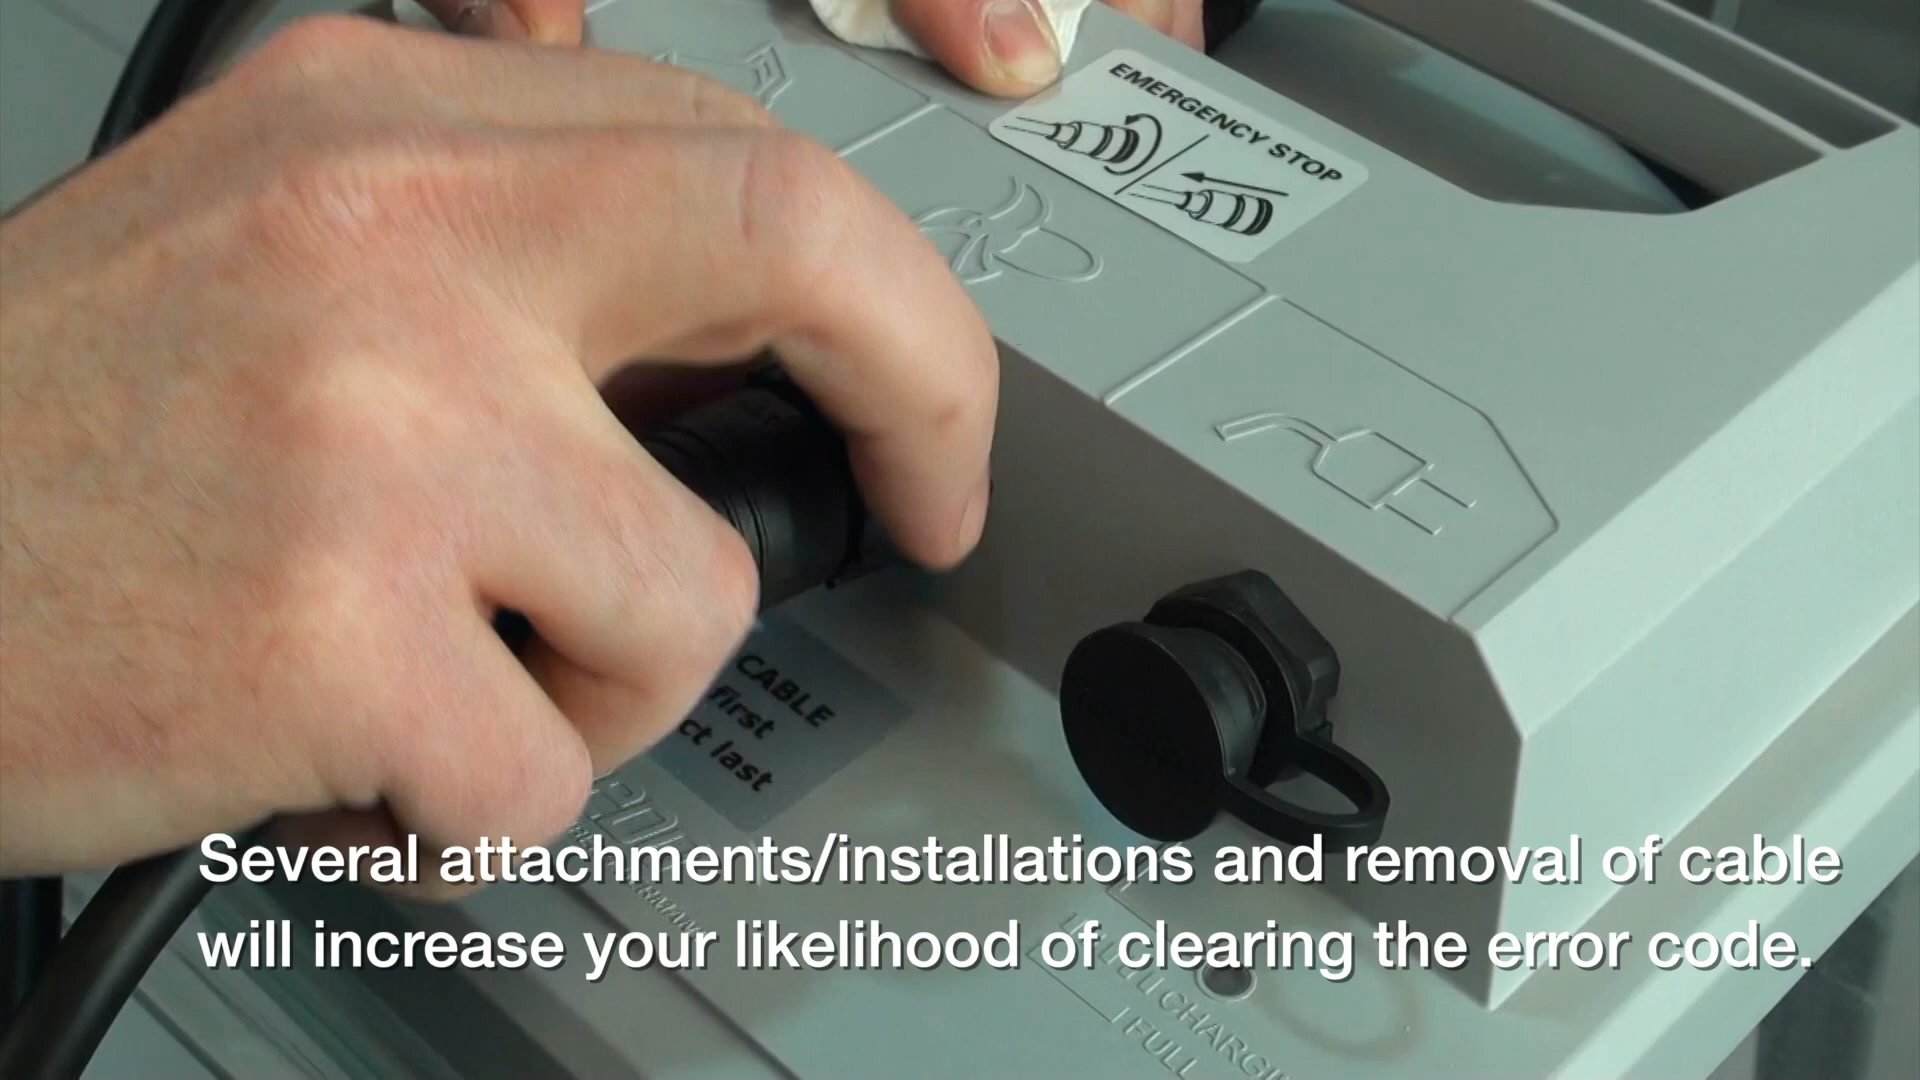 EMERGENCY STOP
CABLE
first
ct last
Several attachments/installations and removal of cable
will increase your likelihood of clearing the error code.
FULL